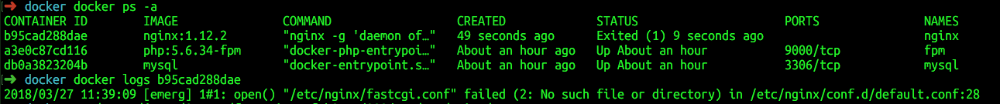 ➜ docker docker ps -a
CONTAINER ID IMAGE COMMAND CREATED STATUS PORTS NAMES
b95cad288dae nginx:1.12.2 "nginx -g 'daemon of…" 49 seconds ago Exited (1) 9 seconds ago nginx
a3e0c87cd116 php:5.6.34-fpm "docker-php-entrypoi…" About an hour ago Up About an hour 9000/tcp fpm
db0a3823204b mysql "docker-entrypoint.s…" About an hour ago Up About an hour 3306/tcp mysql
➜ docker docker logs b95cad288dae
2018/03/27 11:39:09 [emerg] 1#1: open() "/etc/nginx/fastcgi.conf" failed (2: No such file or directory) in /etc/nginx/conf.d/default.conf:28